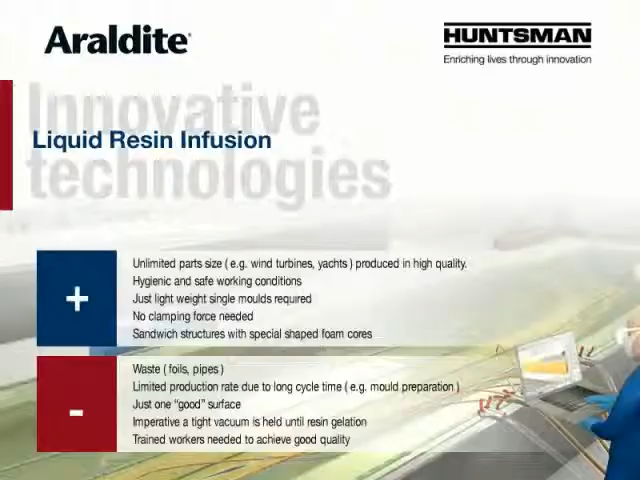 Araldite®
HUNTSMAN
Enriching lives through innovation
Innovative
Liquid Resin Infusion
technologies
+
Unlimited parts size ( e.g. wind turbines, yachts ) produced in high quality.
Hygienic and safe working conditions
Just light weight single moulds required
No clamping force needed
Sandwich structures with special shaped foam cores
-
Waste ( foils, pipes )
Limited production rate due to long cycle time ( e.g. mould preparation )
Just one “good” surface
Imperative a tight vacuum is held until resin gelation
Trained workers needed to achieve good quality